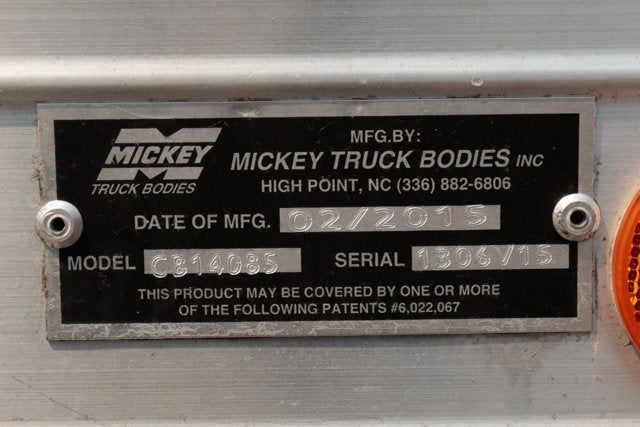 MICKEY
TRUCK BODIES
MFG.BY:
MICKEY TRUCK BODIES INC
HIGH POINT, NC (336) 882-6806
DATE OF MFG. 02/2015
MODEL CB14085 SERIAL 1306V15
THIS PRODUCT MAY BE COVERED BY ONE OR MORE
OF THE FOLLOWING PATENTS #6,022,067